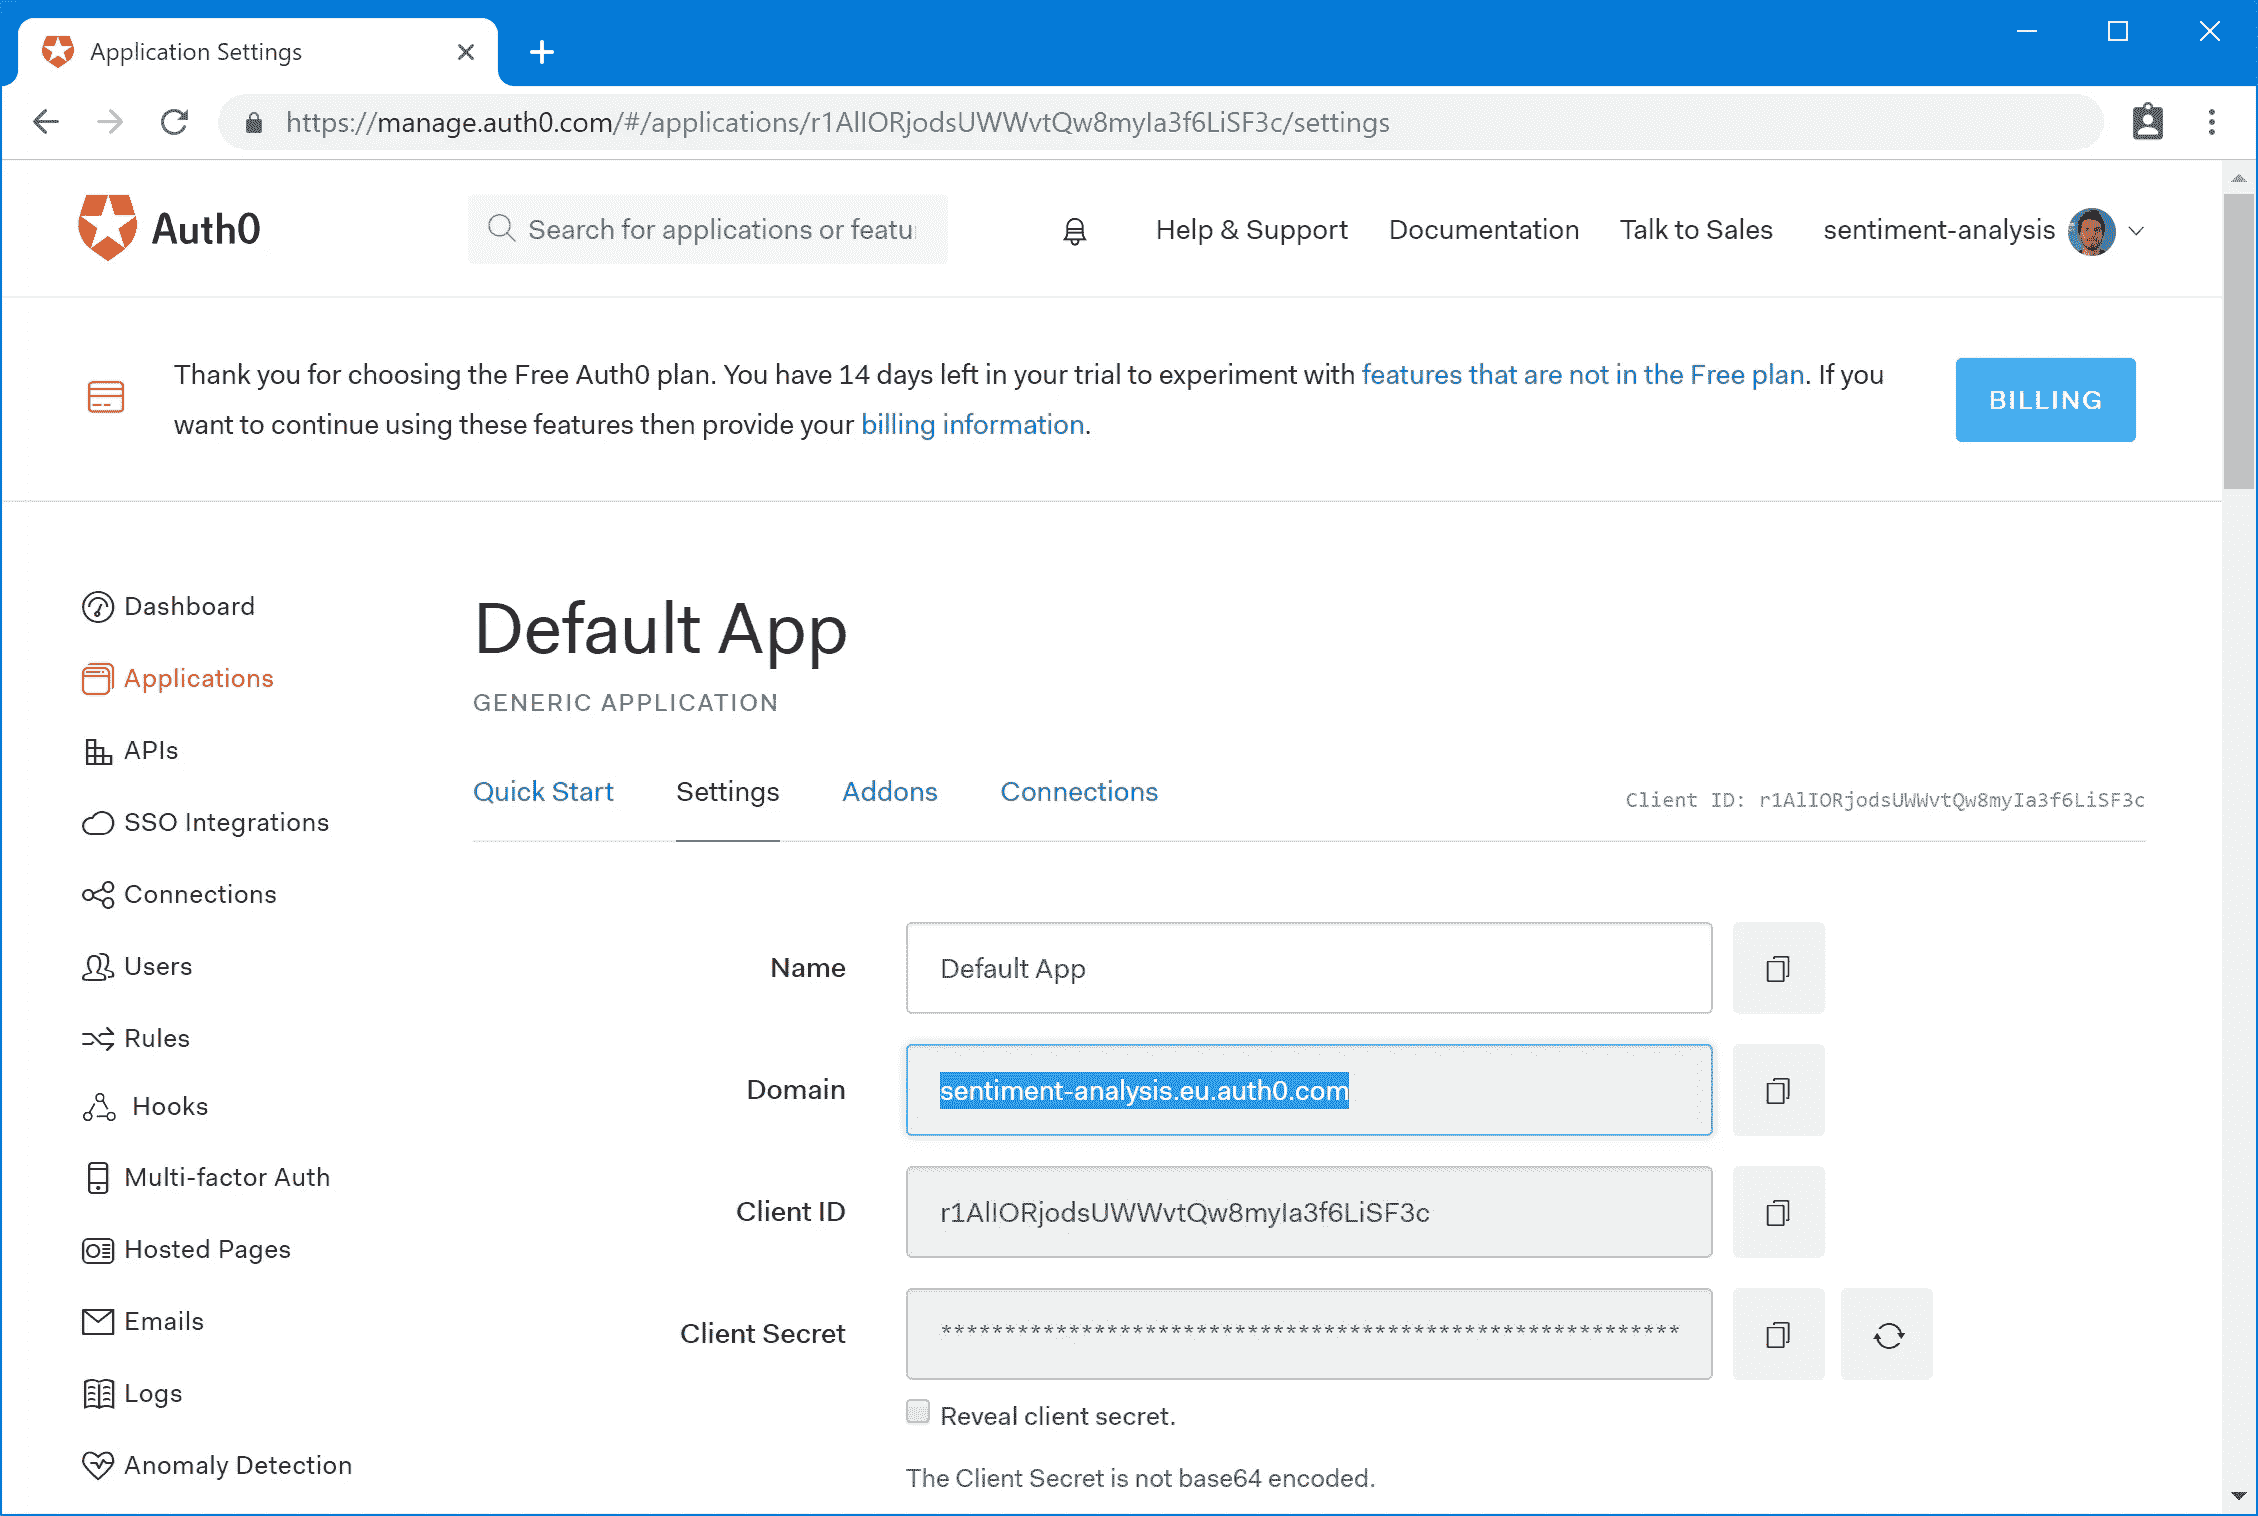 Application Settings
https://manage.auth0.com/#/applications/r1AlIORjodsUWWvtQw8myIa3f6LiSF3c/settings
Auth0
Search for applications or featu
Help & Support
Documentation
Talk to Sales
sentiment-analysis
Thank you for choosing the Free Auth0 plan. You have 14 days left in your trial to experiment with features that are not in the Free plan. If you
want to continue using these features then provide your billing information.
BILLING
Dashboard
Applications
APIs
SSO Integrations
Connections
Users
Rules
Hooks
Multi-factor Auth
Hosted Pages
Emails
Logs
Anomaly Detection
Default App
GENERIC APPLICATION
Quick Start
Settings
Addons
Connections
Client ID: r1AlIORjodsUWWvtQw8myIa3f6LiSF3c
Name
Default App
Domain
sentiment-analysis.eu.auth0.com
Client ID
r1AlIORjodsUWWvtQw8myIa3f6LiSF3c
Client Secret
****************************************************************
Reveal client secret.
The Client Secret is not base64 encoded.